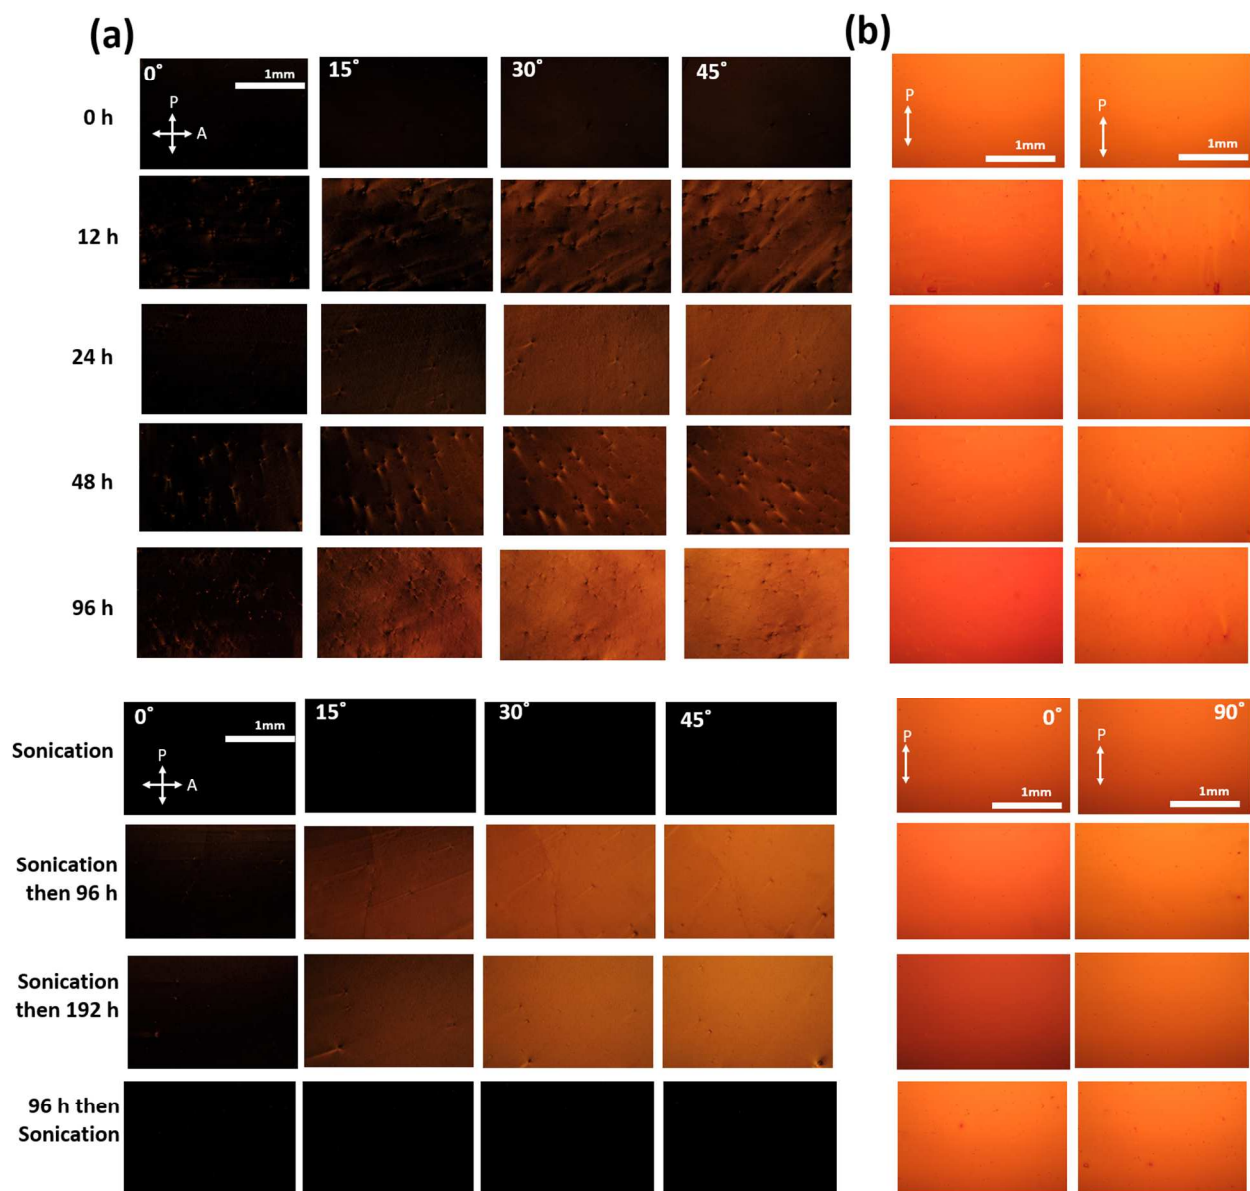 (a)
(b)
0°
1mm
15°
30°
45°
P
A
P
1mm
P
1mm
0 h
12 h
24 h
48 h
96 h
0°
1mm
15°
30°
45°
P
A
0°
P
1mm
90°
P
1mm
Sonication
Sonication
then 96 h
Sonication
then 192 h
96 h then
Sonication